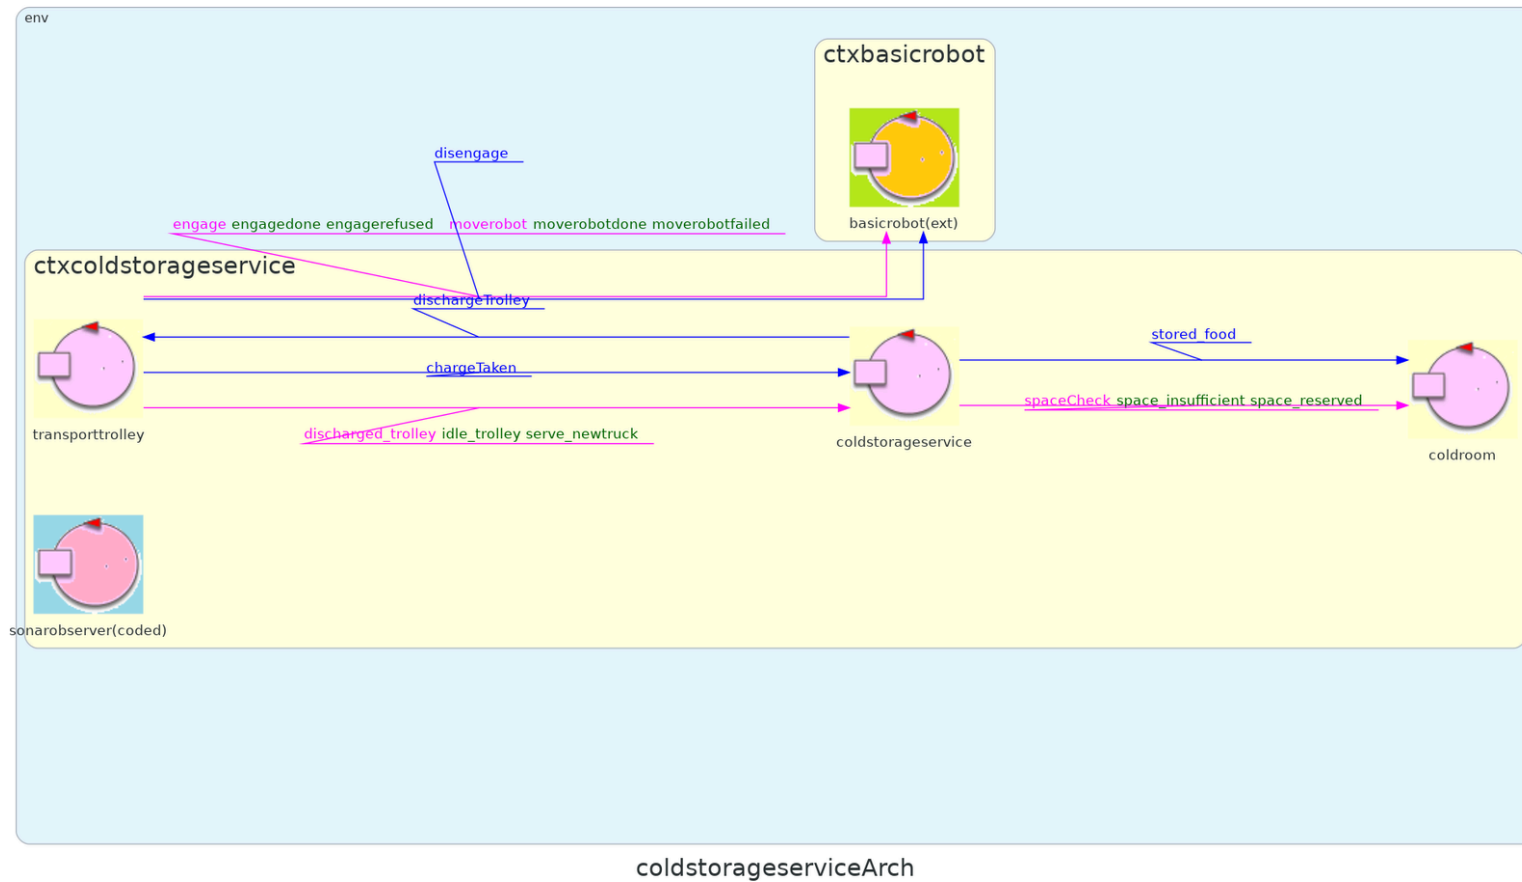 env
ctxbasicrobot
disengage
engage engagedone engagerefused moverobot moverobotdone moverobotfailed
basicrobot(ext)
ctxcoldstorageservice
dischargeTrolley
stored_food
chargeTaken
spaceCheck space_insufficient space_reserved
discharged_trolley idle_trolley serve_newtruck
transporttrolley
coldstorageservice
coldroom
sonarobserver(coded)
coldstorageserviceArch